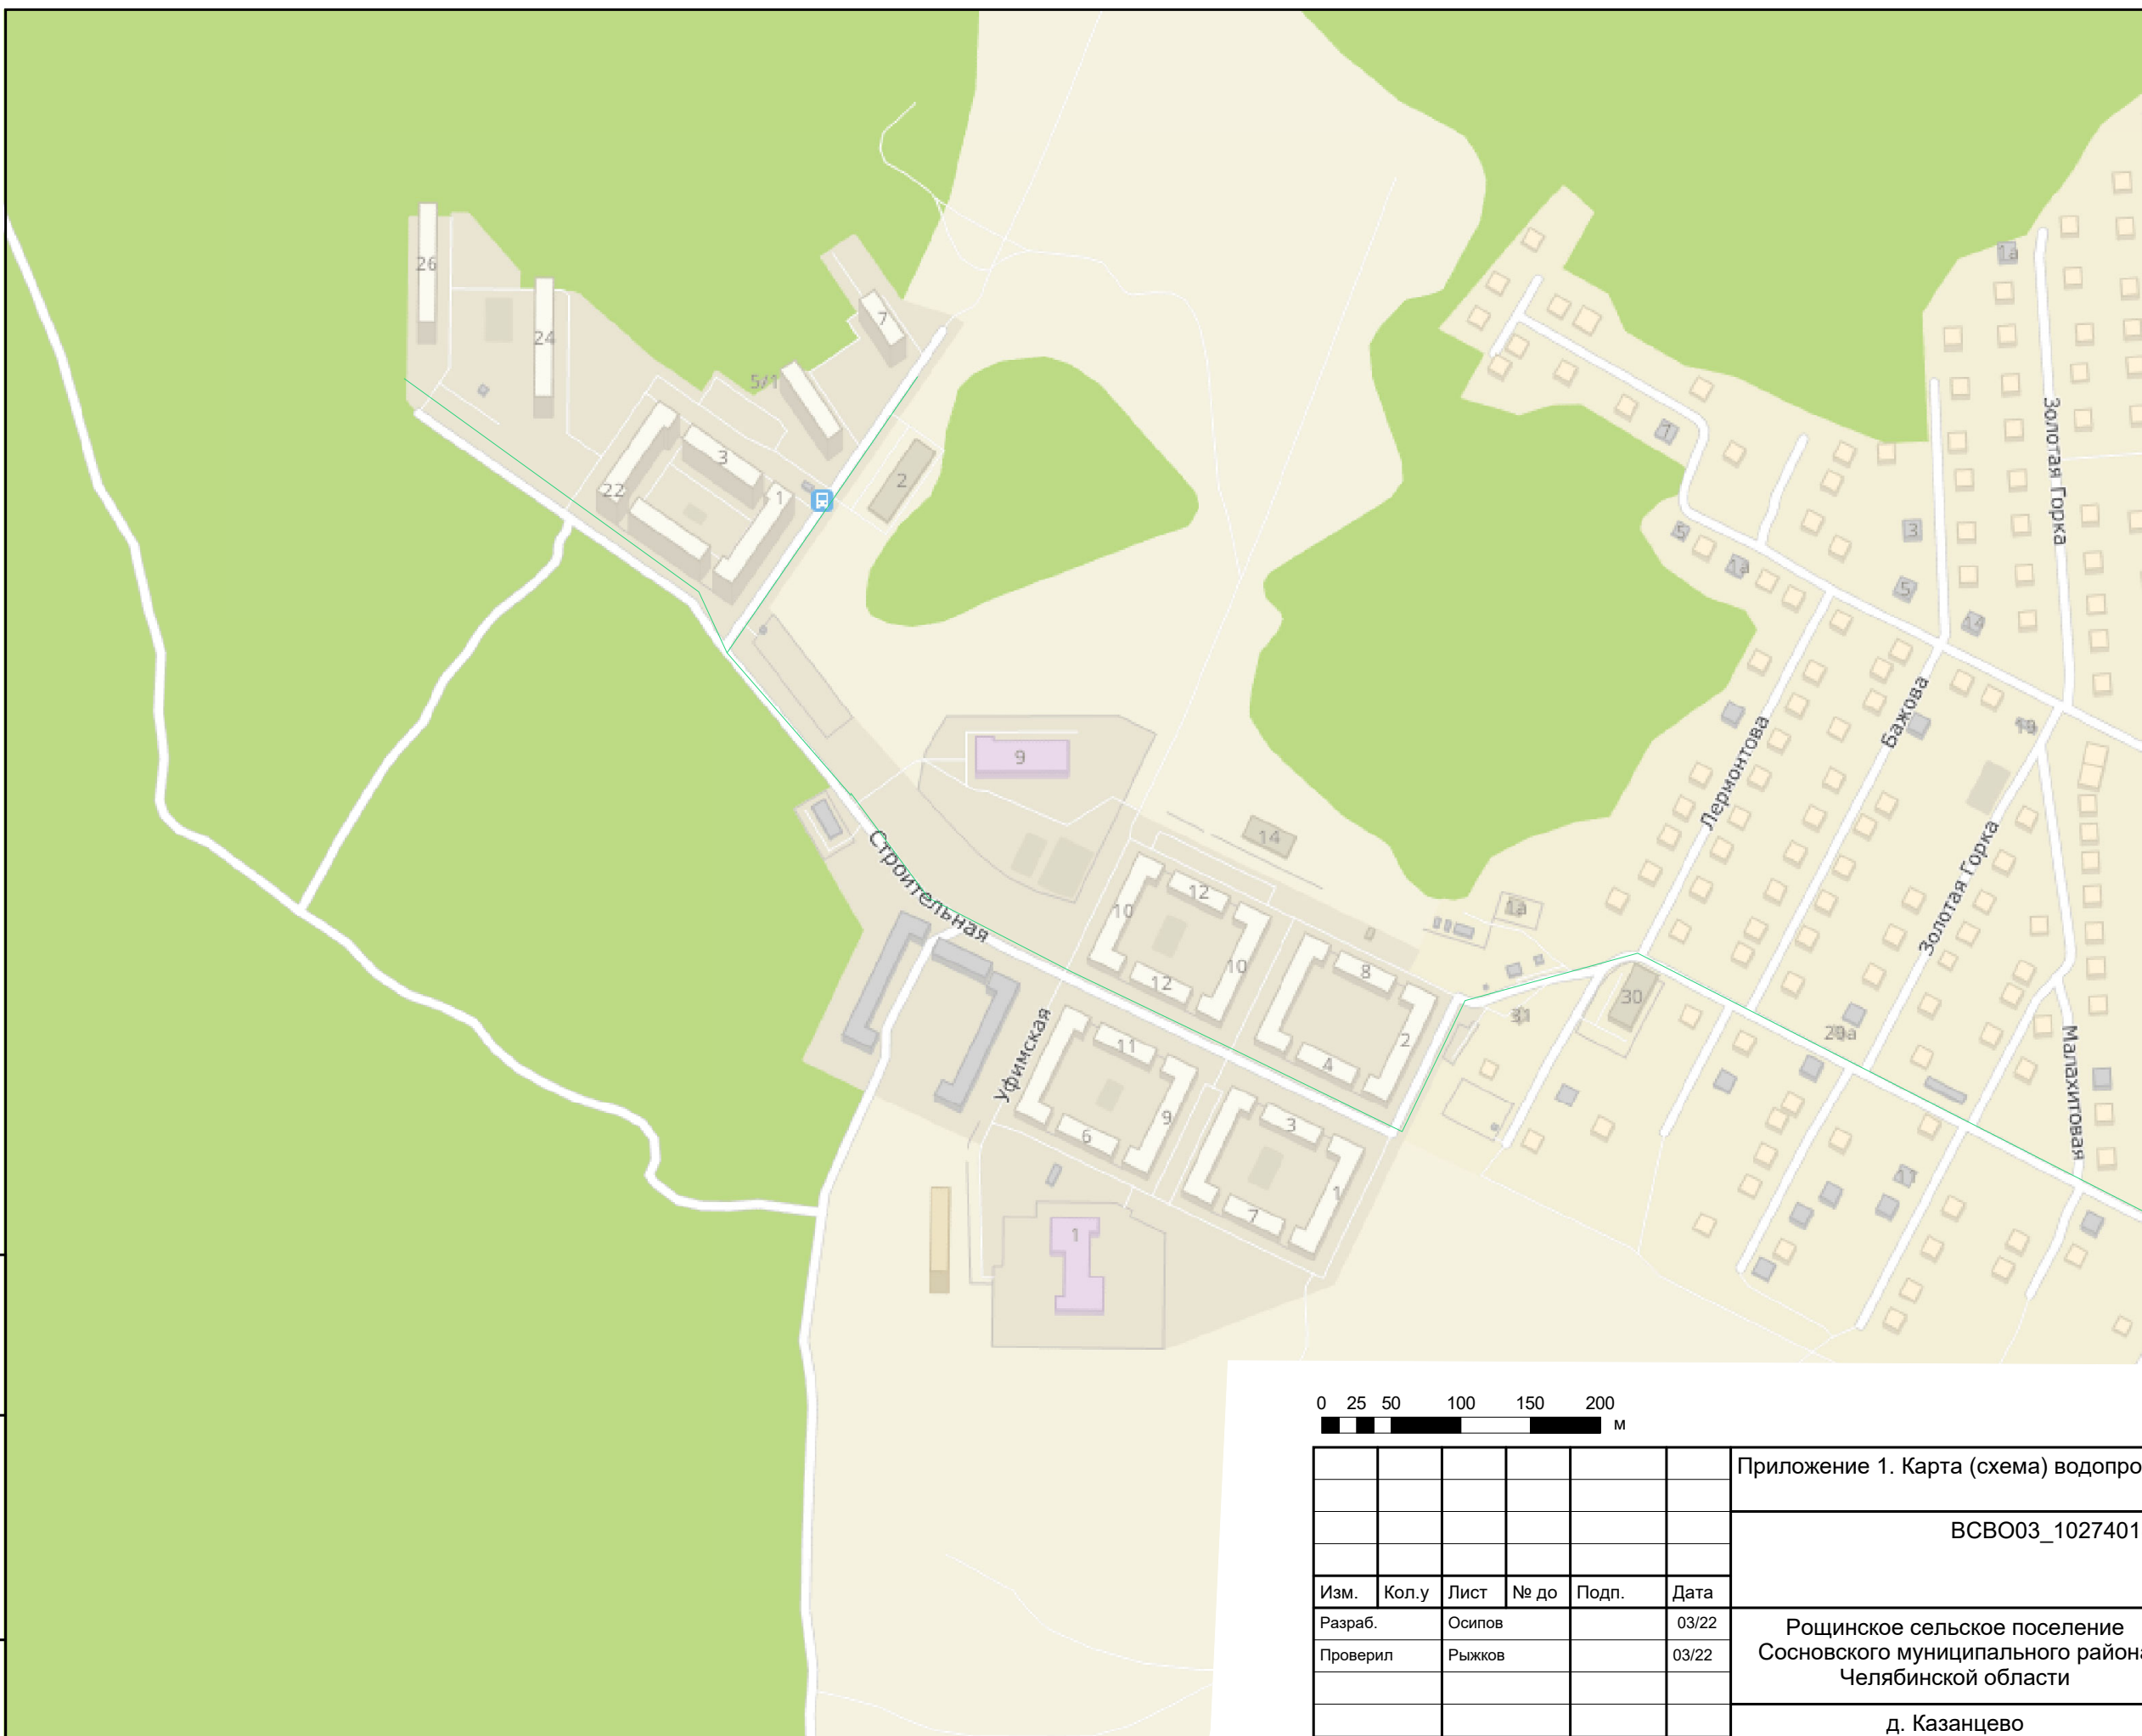 26
24
7
5/1
3
22
1
2
1а
1
Золотая Горка
3
5
1а
5
14
18
Бажова
Лермонтова
9
14
Строительная
12
10
10
12
1а
8
2
4
Золотая Горка
30
31
29а
Уфимская
11
9
6
3
1
7
Малахитовая
1
0 25 50 100 150 200
м
Приложение 1. Карта (схема) водопро
ВСВО03_1027401
Изм. Кол.у Лист № до Подп. Дата
Разраб. Осипов 03/22
Проверил Рыжков 03/22
Рощинское сельское поселение
Сосновского муниципального района
Челябинской области
д. Казанцево